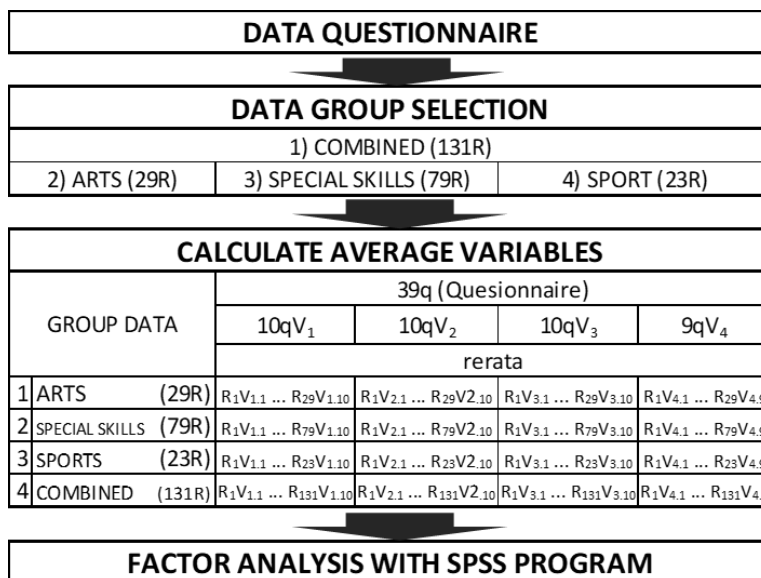 DATA QUESTIONNAIRE
DATA GROUP SELECTION
1) COMBINED (131R)
2) ARTS (29R) 3) SPECIAL SKILLS (79R) 4) SPORT (23R)
CALCULATE AVERAGE VARIABLES
GROUP DATA
39q (Quesionnaire)
10qV₁ 10qV₂ 10qV₃ 9qV₄
rerata
1 ARTS (29R) R₁V₁.₁ ... R₂₉V₁.₁₀ R₁V₂.₁ ... R₂₉V2.₁₀ R₁V₃.₁ ... R₂₉V₃.₁₀ R₁V₄.₁ ... R₂₉V₄.₉
2 SPECIAL SKILLS (79R) R₁V₁.₁ ... R₇₉V₁.₁₀ R₁V₂.₁ ... R₇₉V2.₁₀ R₁V₃.₁ ... R₇₉V₃.₁₀ R₁V₄.₁ ... R₇₉V₄.₉
3 SPORTS (23R) R₁V₁.₁ ... R₂₃V₁.₁₀ R₁V₂.₁ ... R₂₃V2.₁₀ R₁V₃.₁ ... R₂₃V₃.₁₀ R₁V₄.₁ ... R₂₃V₄.₉
4 COMBINED (131R) R₁V₁.₁ ... R₁₃₁V₁.₁₀ R₁V₂.₁ ... R₁₃₁V2.₁₀ R₁V₃.₁ ... R₁₃₁V₃.₁₀ R₁V₄.₁ ... R₁₃₁V₄.
FACTOR ANALYSIS WITH SPSS PROGRAM